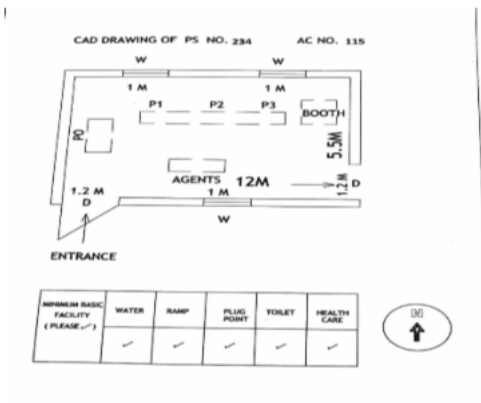 CAD DRAWING OF PS NO. 234 AC NO. 115
W W
1 M 1 M
P1 P2 P3
BOOTH
PO
5.5M
AGENTS 12M
1.2 M
D
1 M
1.2 M D
W
ENTRANCE
MINIMUM BASIC FACILITY (PLEASE ✓) WATER RAMP PLUG POINT TOILET HEALTH CARE
✓ ✓ ✓ ✓ ✓
N